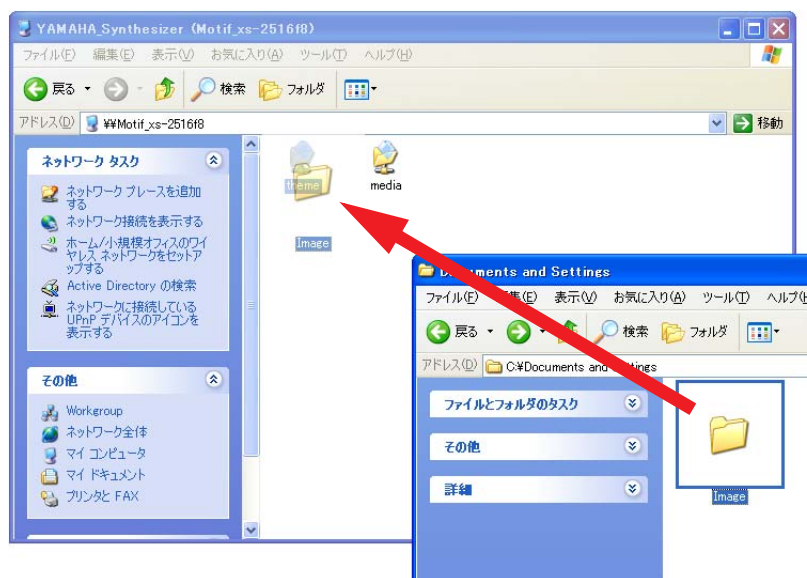 YAMAHA_Synthesizer (Motif_xs-2516f8)
ファイル(F) 編集(E) 表示(V) お気に入り(A) ツール(T) ヘルプ(H)
戻る 検索 フォルダ
アドレス(D) ¥¥Motif_xs-2516f8 移動
ネットワーク タスク
ネットワーク プレースを追加
する
ネットワーク接続を表示する
ホーム/小規模オフィスのワイ
ヤレス ネットワークをセットア
ップする
Active Directory の検索
ネットワークに接続している
UPnP デバイスのアイコンを
表示する
その他
Workgroup
ネットワーク全体
マイ コンピュータ
マイ ドキュメント
プリンタと FAX
theme
media
Image
Documents and Settings
ファイル(F) 編集(E) 表示(V) お気に入り(A) ツール(T) ヘルプ(H
戻る 検索 フォルダ
アドレス(D) C:¥Documents and Settings
ファイルとフォルダのタスク
その他
詳細
Image